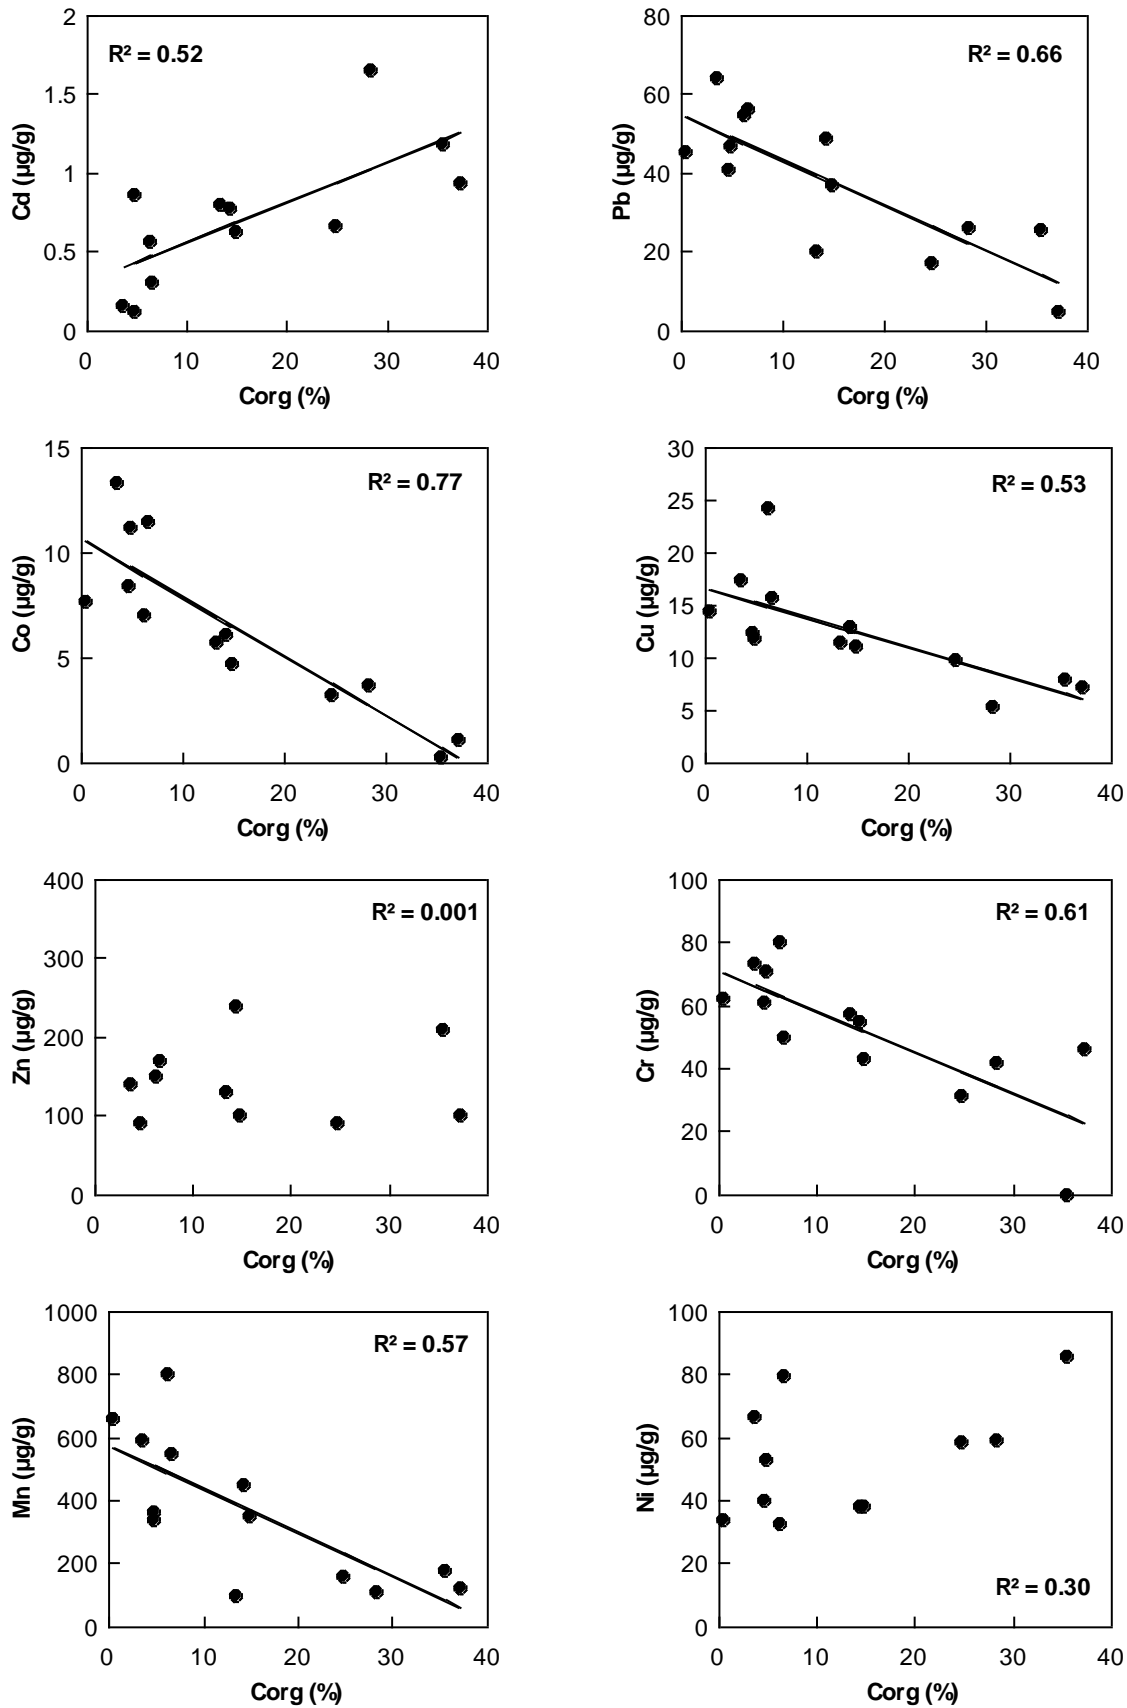 2
1.5
1
0.5
0
Cd (µg/g)
R² = 0.52
0 10 20 30 40
Corg (%)
80
60
40
20
0
Pb (µg/g)
R² = 0.66
0 10 20 30 40
Corg (%)
15
10
5
0
Co (µg/g)
R² = 0.77
0 10 20 30 40
Corg (%)
30
25
20
15
10
5
0
Cu (µg/g)
R² = 0.53
0 10 20 30 40
Corg (%)
400
300
200
100
0
Zn (µg/g)
R² = 0.001
0 10 20 30 40
Corg (%)
100
80
60
40
20
0
Cr (µg/g)
R² = 0.61
0 10 20 30 40
Corg (%)
1000
800
600
400
200
0
Mn (µg/g)
R² = 0.57
0 10 20 30 40
Corg (%)
100
80
60
40
20
0
Ni (µg/g)
R² = 0.30
0 10 20 30 40
Corg (%)